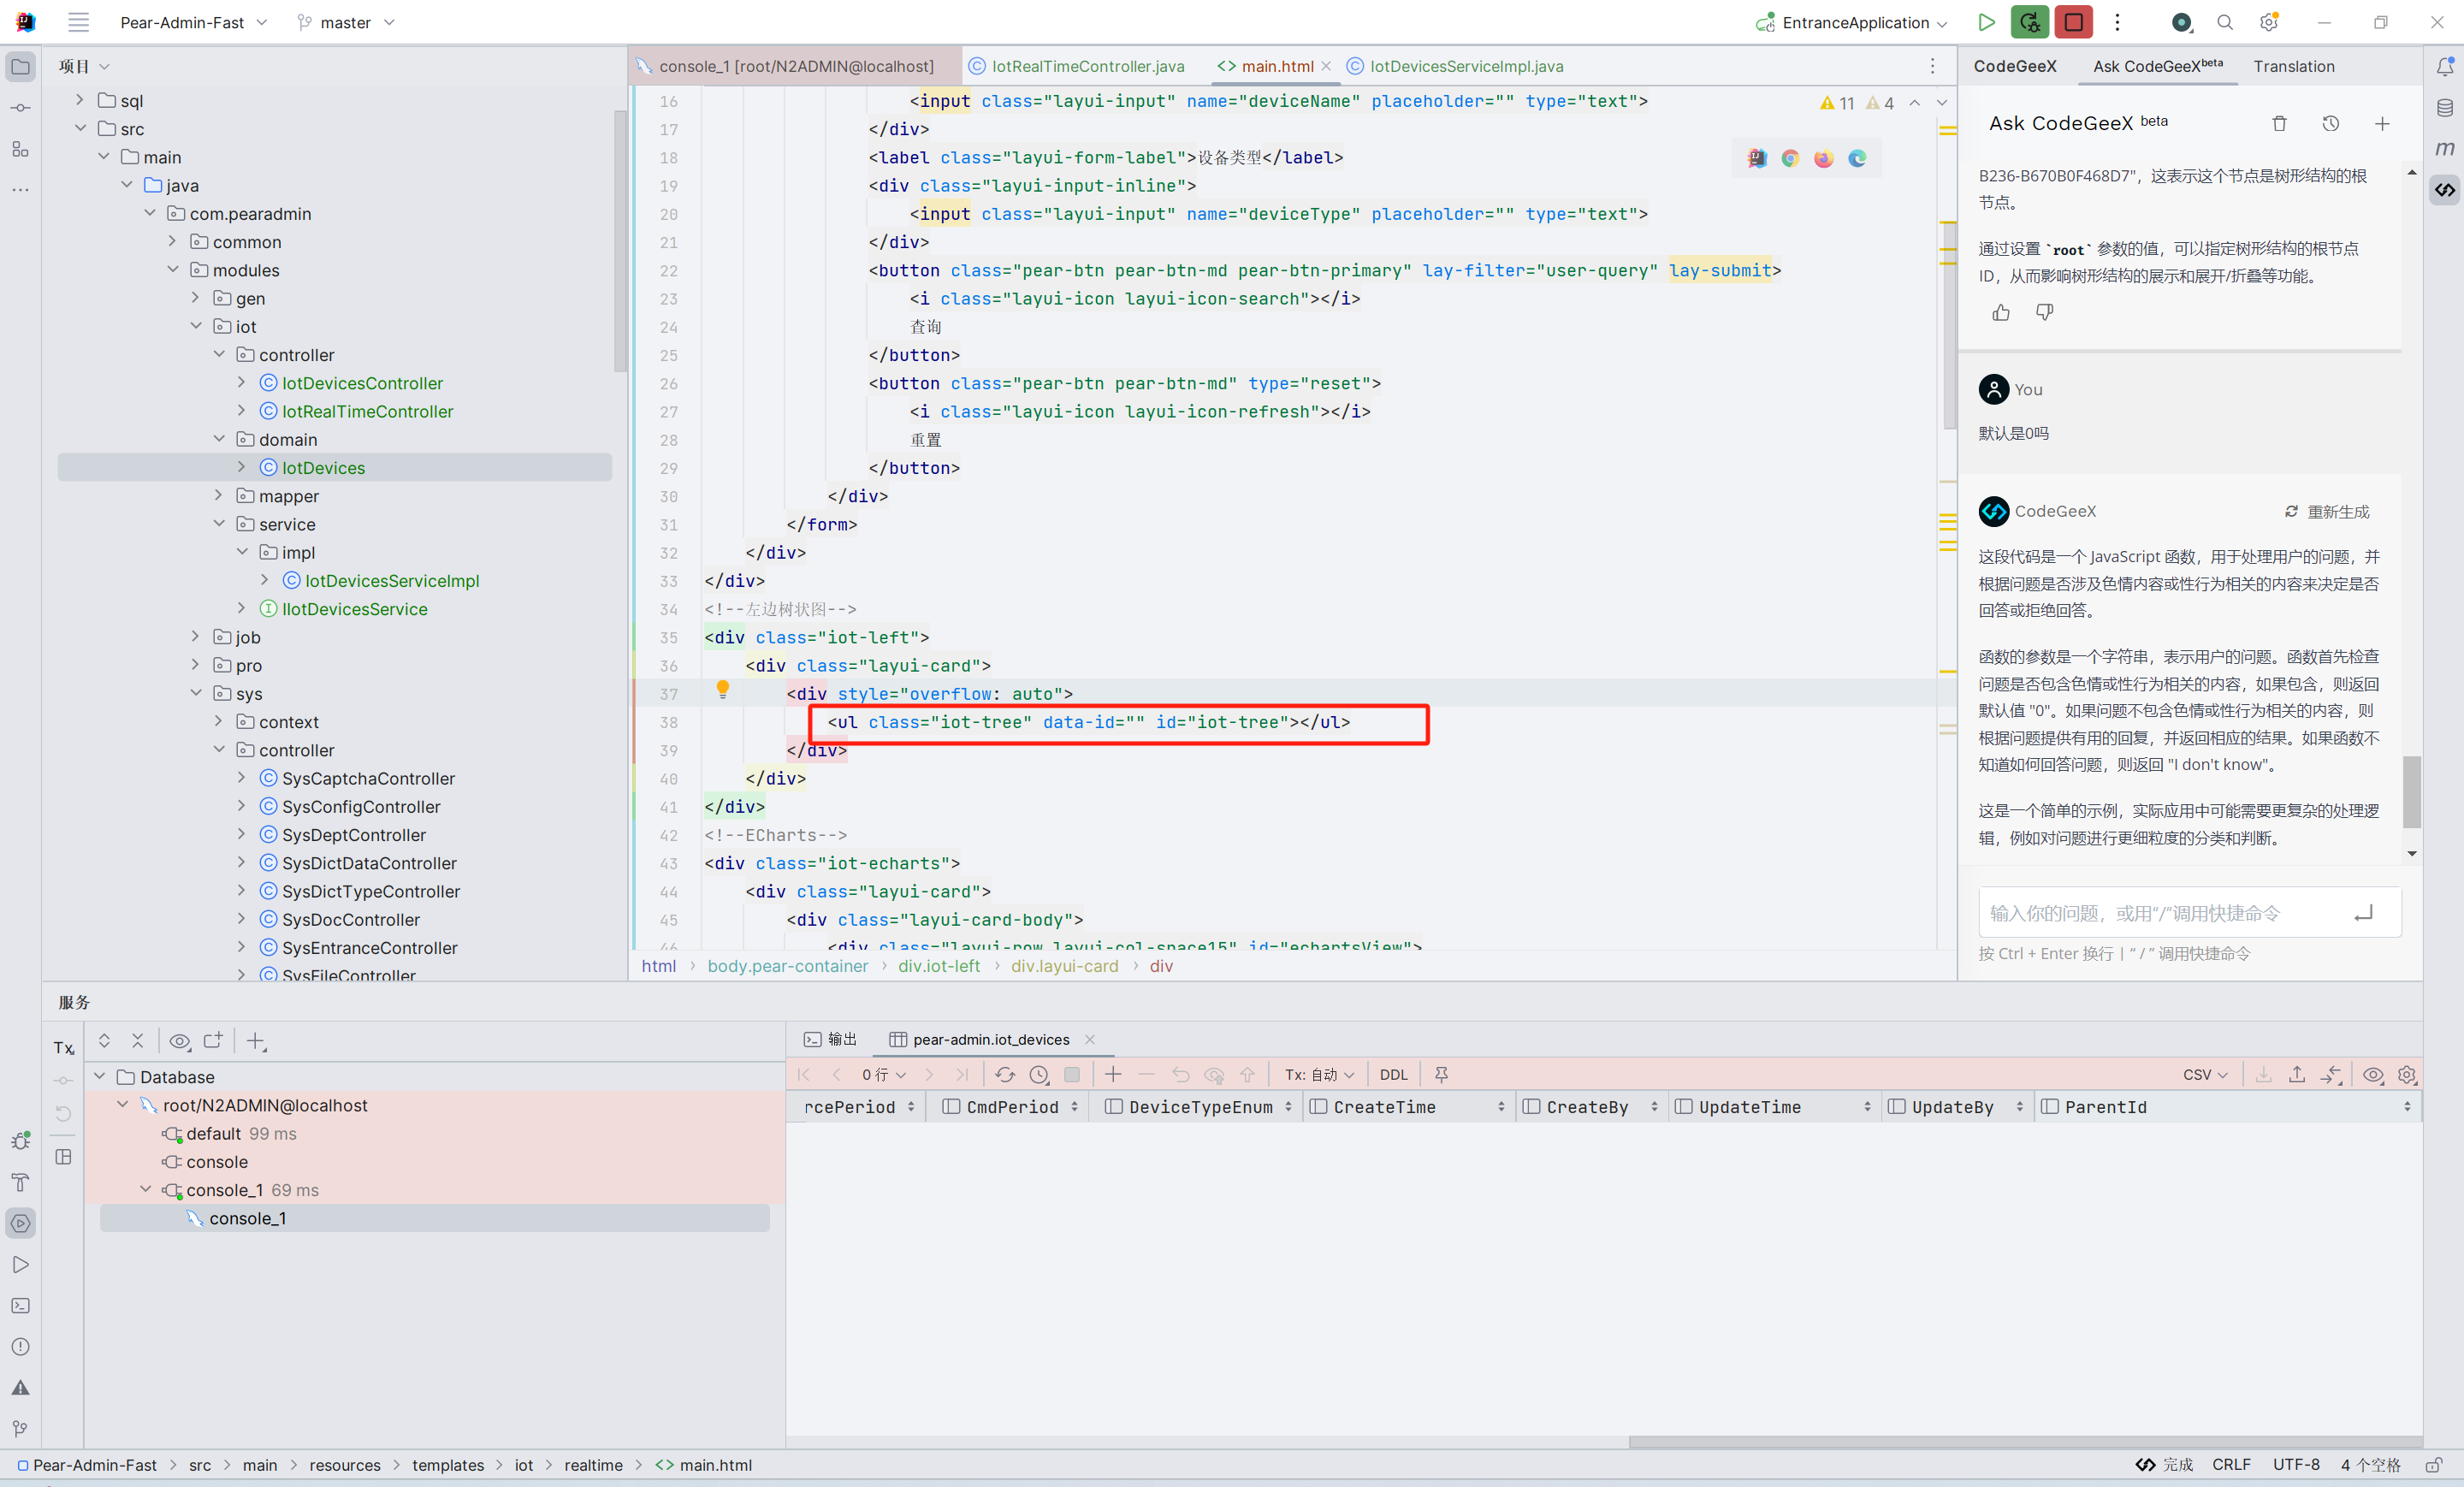 Pear-Admin-Fast master EntranceApplication
项目
sql
src
main
java
com.pearadmin
common
modules
gen
iot
controller
IotDevicesController
IotRealTimeController
domain
IotDevices
mapper
service
impl
IotDevicesServiceImpl
IIotDevicesService
job
pro
sys
context
controller
SysCaptchaController
SysConfigController
SysDeptController
SysDictDataController
SysDictTypeController
SysDocController
SysEntranceController
SysFileController
console_1 [root/N2ADMIN@localhost] IotRealTimeController.java main.html IotDevicesServiceImpl.java
11 4
16 <input class="layui-input" name="deviceName" placeholder="" type="text">
17 </div>
18 <label class="layui-form-label">设备类型</label>
19 <div class="layui-input-inline">
20 <input class="layui-input" name="deviceType" placeholder="" type="text">
21 </div>
22 <button class="pear-btn pear-btn-md pear-btn-primary" lay-filter="user-query" lay-submit>
23 <i class="layui-icon layui-icon-search"></i>
24 查询
25 </button>
26 <button class="pear-btn pear-btn-md" type="reset">
27 <i class="layui-icon layui-icon-refresh"></i>
28 重置
29 </button>
30 </div>
31 </form>
32 </div>
33 </div>
34 <!--左边树状图-->
35 <div class="iot-left">
36 <div class="layui-card">
37 <div style="overflow: auto">
38 <ul class="iot-tree" data-id="" id="iot-tree"></ul>
39 </div>
40 </div>
41 </div>
42 <!--ECharts-->
43 <div class="iot-echarts">
44 <div class="layui-card">
45 <div class="layui-card-body">
46 <div class="layui-row layui-col-space15" id="echartsView">
html body.pear-container div.iot-left div.layui-card div
CodeGeeX Ask CodeGeeX beta Translation
Ask CodeGeeX beta
B236-B670B0F468D7"，这表示这个节点是树形结构的根
节点。
通过设置 `root` 参数的值，可以指定树形结构的根节点
ID，从而影响树形结构的展示和展开/折叠等功能。
You
默认是0吗
CodeGeeX 重新生成
这段代码是一个 JavaScript 函数，用于处理用户的问题，并
根据问题是否涉及色情内容或性行为相关的内容来决定是否
回答或拒绝回答。
函数的参数是一个字符串，表示用户的问题。函数首先检查
问题是否包含色情或性行为相关的内容，如果包含，则返回
默认值 "0"。如果问题不包含色情或性行为相关的内容，则
根据问题提供有用的回复，并返回相应的结果。如果函数不
知道如何回答问题，则返回 "I don't know"。
这是一个简单的示例，实际应用中可能需要更复杂的处理逻
辑，例如对问题进行更细粒度的分类和判断。
输入你的问题，或用“/”调用快捷命令
按 Ctrl + Enter 换行 | “ / ” 调用快捷命令
服务
Tx
Database
root/N2ADMIN@localhost
default 99 ms
console
console_1 69 ms
console_1
输出 pear-admin.iot_devices
0 行 Tx: 自动 DDL CSV
rcePeriod CmdPeriod DeviceTypeEnum CreateTime CreateBy UpdateTime UpdateBy ParentId
Pear-Admin-Fast src main resources templates iot realtime main.html 完成 CRLF UTF-8 4 个空格